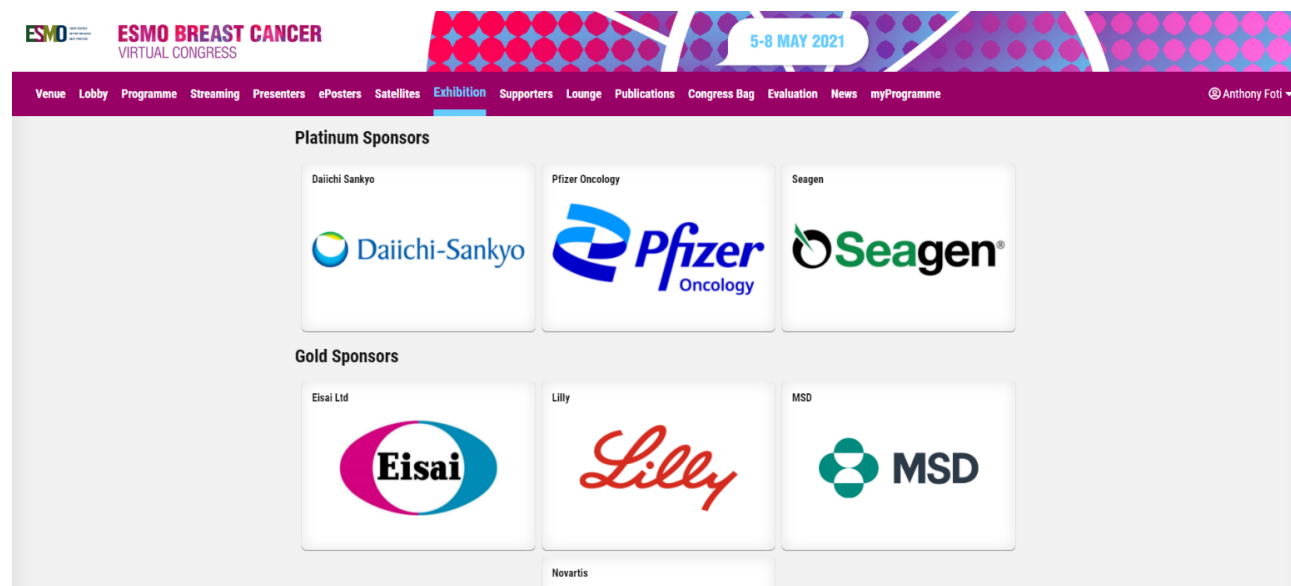 ESMO
ESMO BREAST CANCER
VIRTUAL CONGRESS
5-8 MAY 2021
Venue Lobby Programme Streaming Presenters ePosters Satellites Exhibition Supporters Lounge Publications Congress Bag Evaluation News myProgramme Anthony Foti
Platinum Sponsors
Daiichi Sankyo Pfizer Oncology Seagen
Daiichi-Sankyo Pfizer Oncology Seagen®
Gold Sponsors
Eisai Ltd Lilly MSD
Eisai Lilly MSD
Novartis